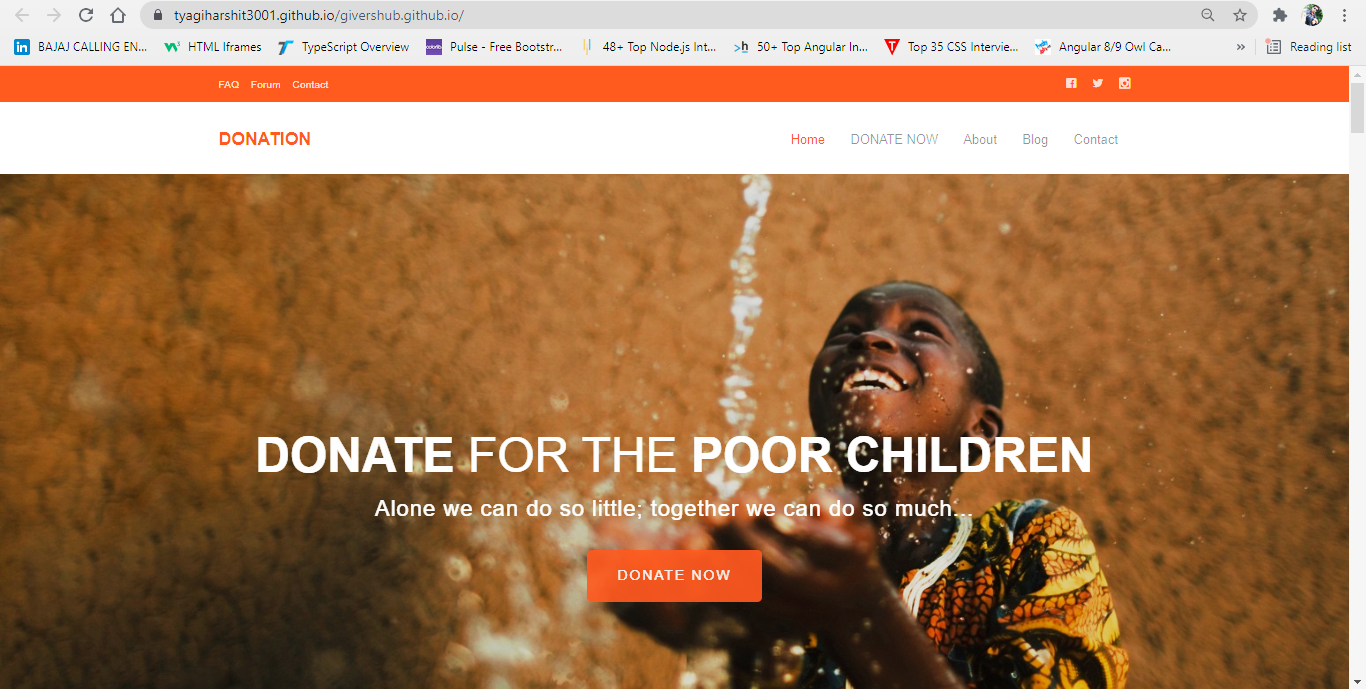 tyagiharshit3001.github.io/givershub.github.io/
BAJAJ CALLING EN... HTML Iframes TypeScript Overview Pulse - Free Bootstr... 48+ Top Node.js Int... 50+ Top Angular In... Top 35 CSS Intervie... Angular 8/9 Owl Ca... » Reading list
FAQ Forum Contact
DONATION Home DONATE NOW About Blog Contact
DONATE FOR THE POOR CHILDREN
Alone we can do so little; together we can do so much...
DONATE NOW